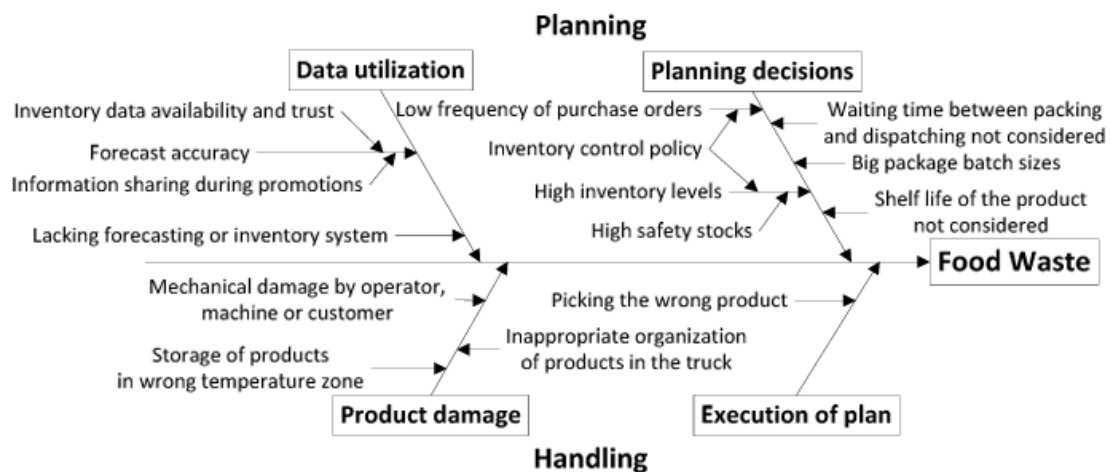 Planning
Data utilization
Planning decisions
Inventory data availability and trust
Forecast accuracy
Information sharing during promotions
Lacking forecasting or inventory system
Low frequency of purchase orders
Inventory control policy
High inventory levels
High safety stocks
Waiting time between packing
and dispatching not considered
Big package batch sizes
Shelf life of the product
not considered
Food Waste
Mechanical damage by operator,
machine or customer
Storage of products
in wrong temperature zone
Inappropriate organization
of products in the truck
Picking the wrong product
Product damage
Execution of plan
Handling